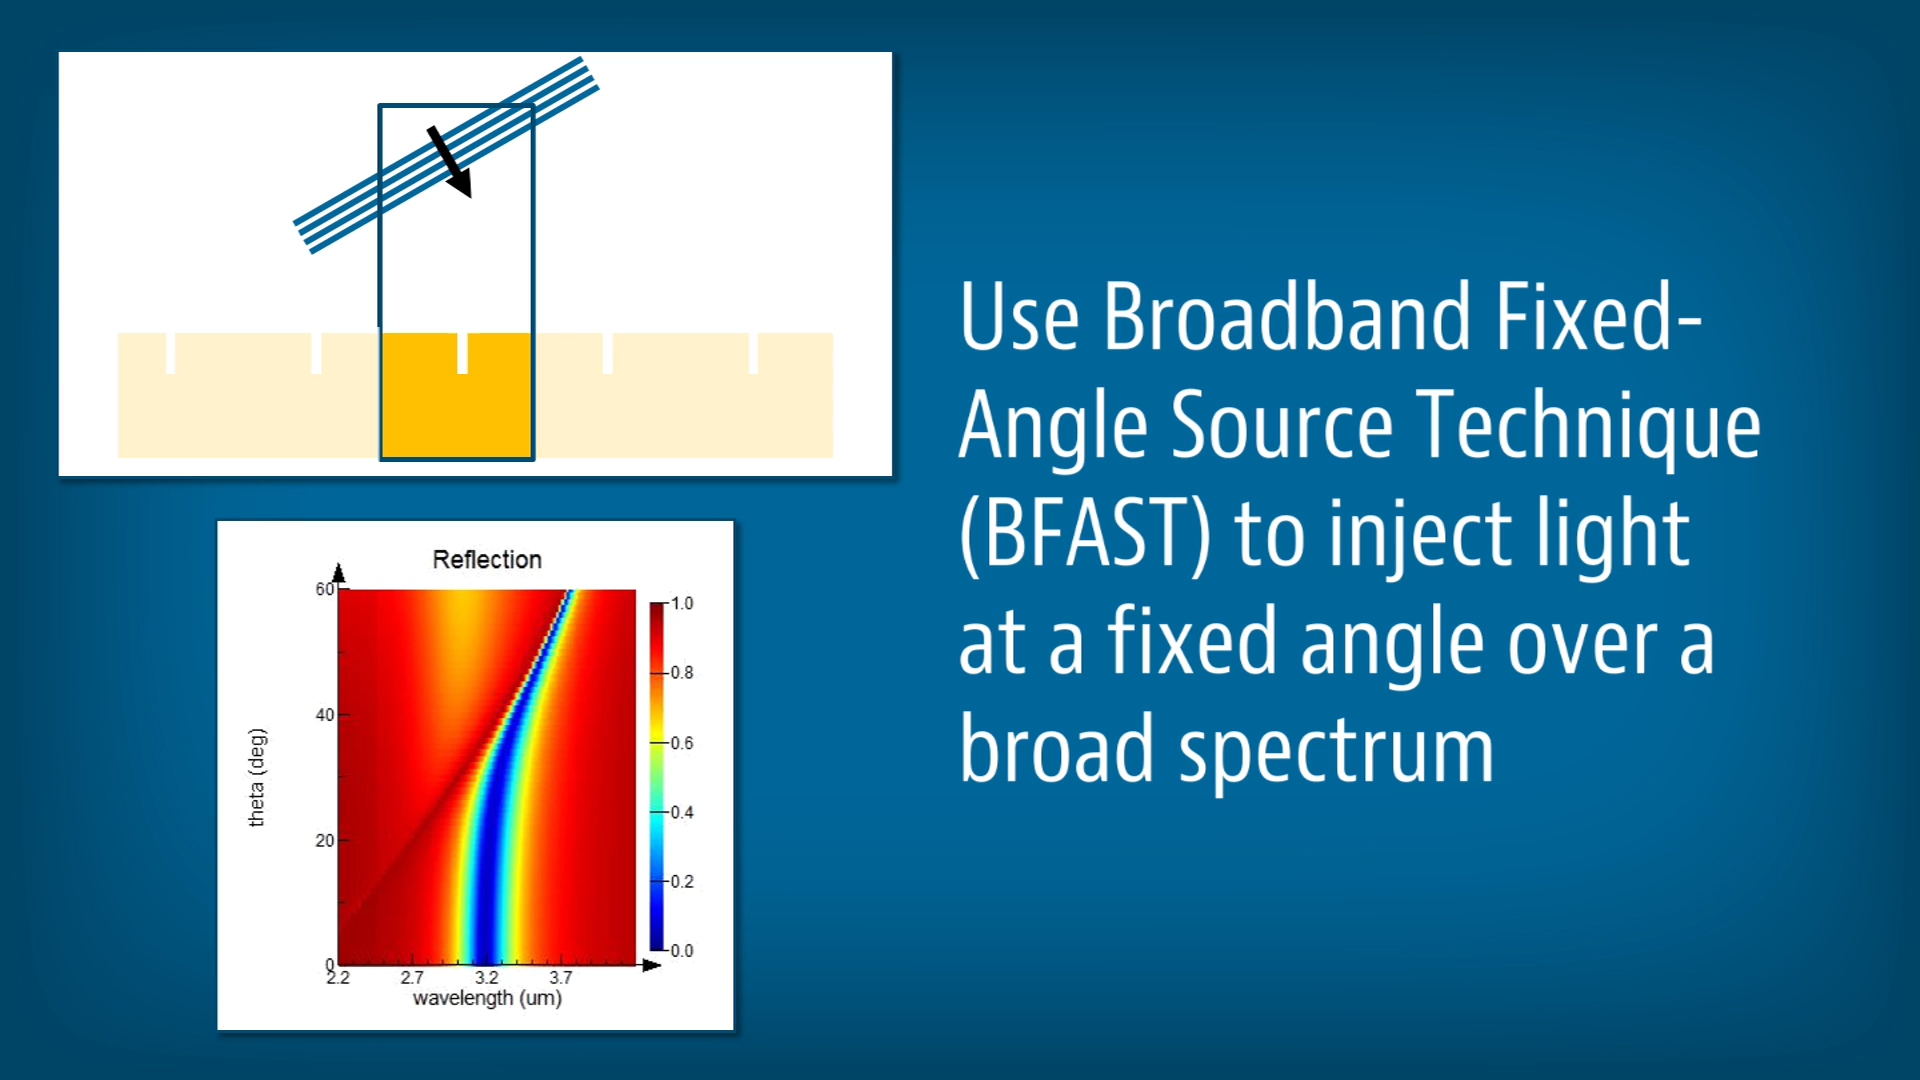 Use Broadband Fixed-
Angle Source Technique
(BFAST) to inject light
at a fixed angle over a
broad spectrum
Reflection
60
40
20
0
theta (deg)
2.2 2.7 3.2 3.7
wavelength (um)
1.0
0.8
0.6
0.4
0.2
0.0